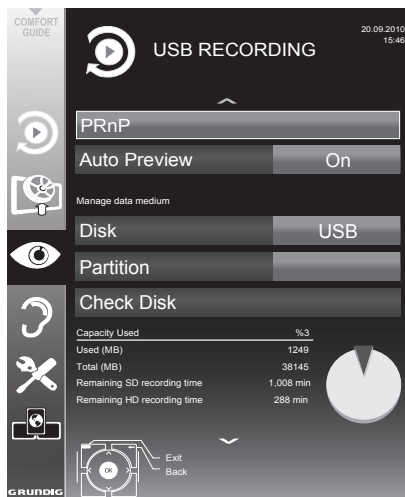 COMFORT
GUIDE
USB RECORDING
20.09.2010
15:46
PRnP
Auto Preview On
Manage data medium
Disk USB
Partition
Check Disk
Capacity Used %3
Used (MB) 1249
Total (MB) 38145
Remaining SD recording time 1,008 min
Remaining HD recording time 288 min
Exit
OK
Back
GRUNDIG